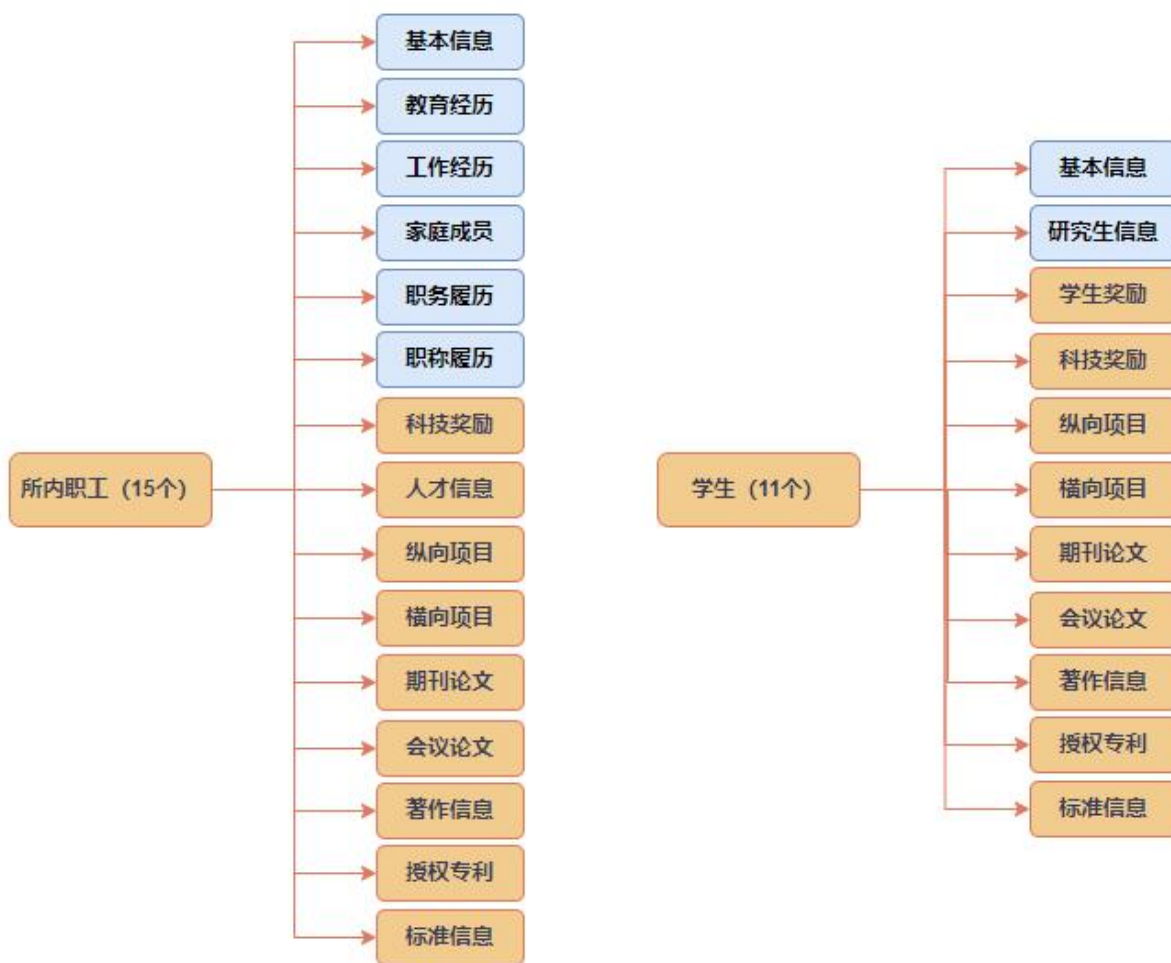 所内职工（15个）
基本信息
教育经历
工作经历
家庭成员
职务履历
职称履历
科技奖励
人才信息
纵向项目
横向项目
期刊论文
会议论文
著作信息
授权专利
标准信息
学生（11个）
基本信息
研究生信息
学生奖励
科技奖励
纵向项目
横向项目
期刊论文
会议论文
著作信息
授权专利
标准信息